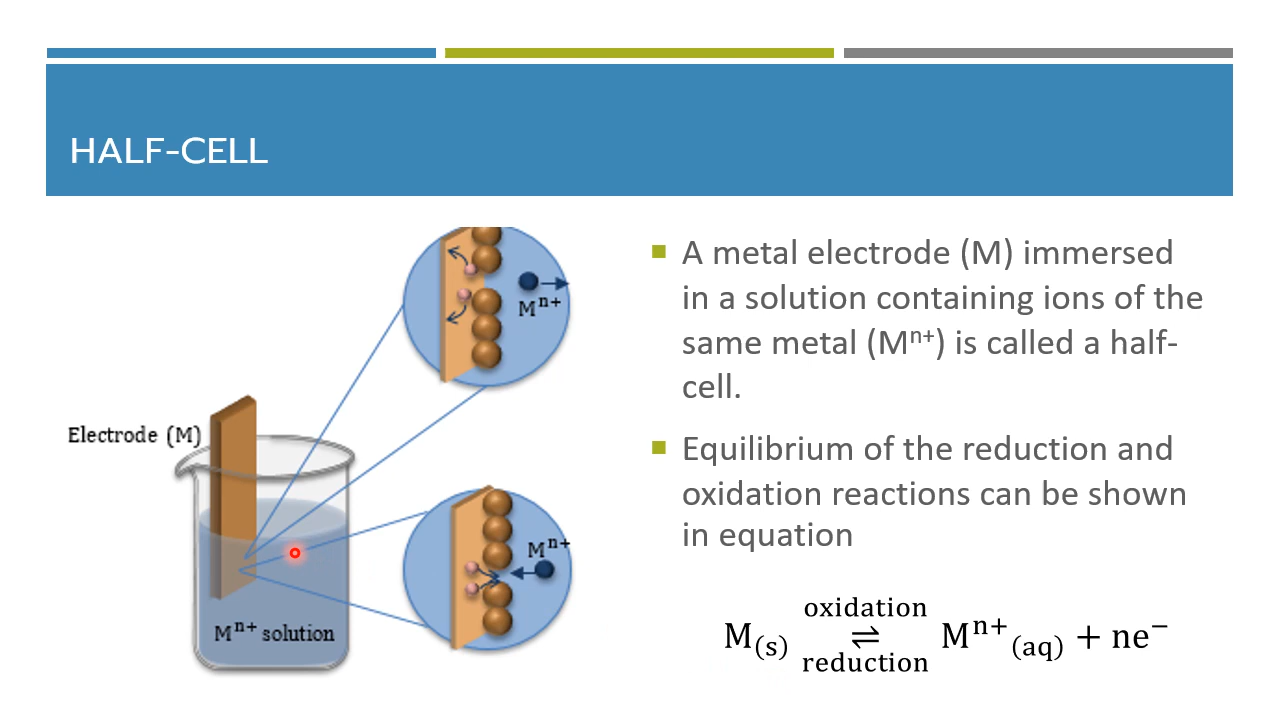 HALF-CELL
Mn+
Electrode (M)
Mn+
Mn+ solution
A metal electrode (M) immersed
in a solution containing ions of the
same metal (Mn+) is called a half-
cell.
Equilibrium of the reduction and
oxidation reactions can be shown
in equation
oxidation
M(s) ⇌ Mn+(aq) + ne−
reduction